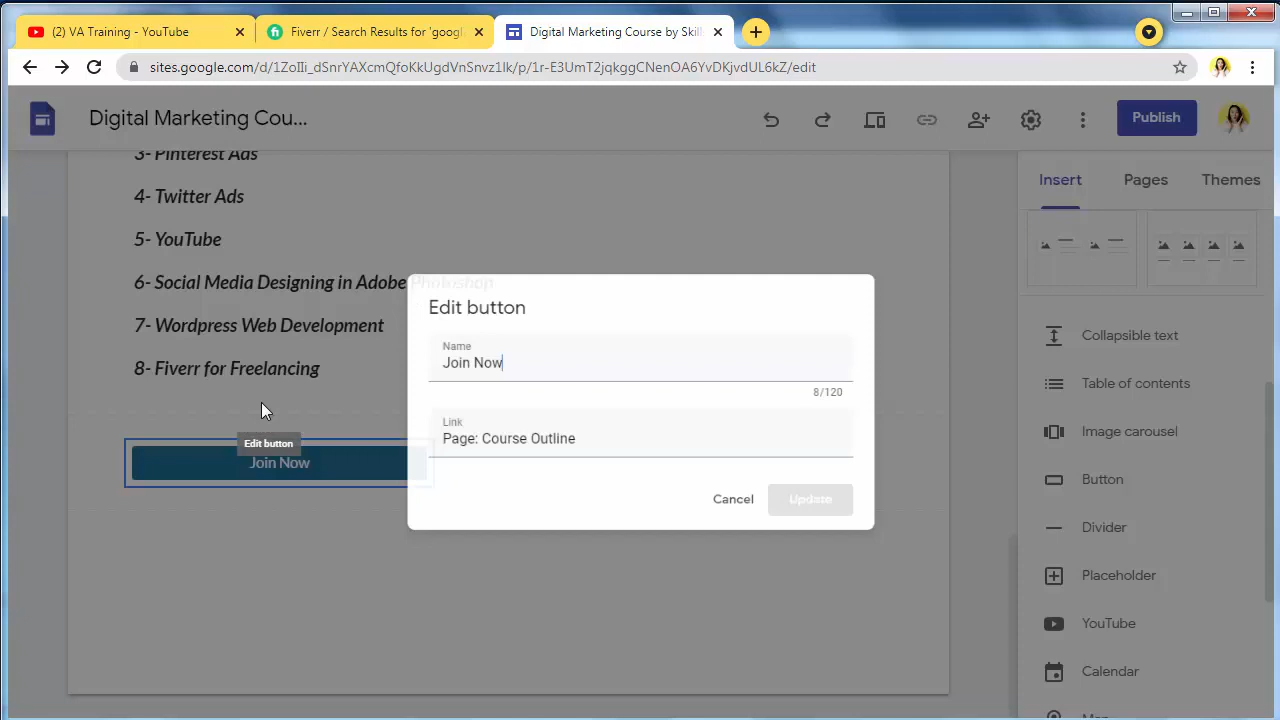 (2) VA Training - YouTube
Fiverr / Search Results for 'googl
Digital Marketing Course by Skill
sites.google.com/d/1ZoIIi_dSnrYAXcmQfoKkUgdVnSnvz1lk/p/1r-E3UmT2jqkggCNenOA6YvDKjvdUL6kZ/edit
Digital Marketing Cou...
Publish
3- Pinterest Ads
4- Twitter Ads
5- YouTube
6- Social Media Designing in Adobe Photoshop
7- Wordpress Web Development
8- Fiverr for Freelancing
Edit button
Join Now
Edit button
Name
Join Now
8/120
Link
Page: Course Outline
Cancel
Update
Insert
Pages
Themes
Collapsible text
Table of contents
Image carousel
Button
Divider
Placeholder
YouTube
Calendar
Map